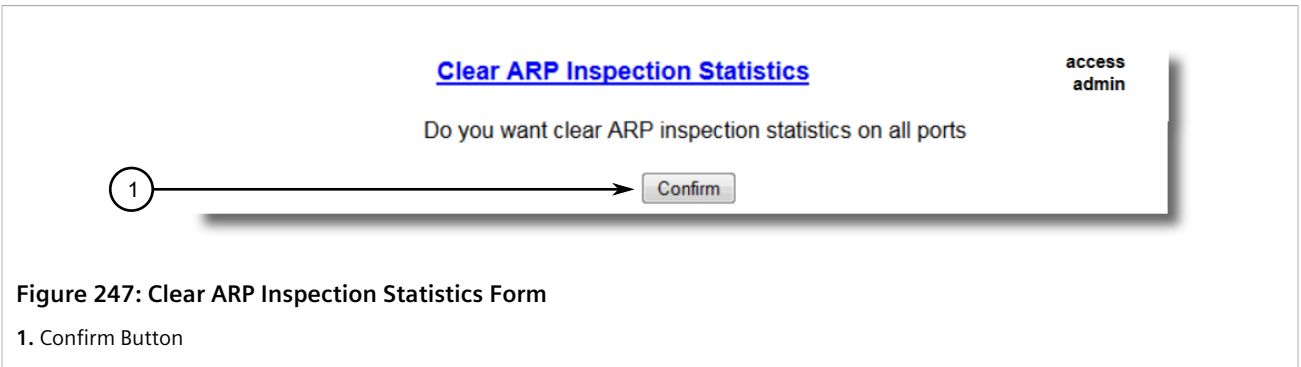 Clear ARP Inspection Statistics
access
admin
Do you want clear ARP inspection statistics on all ports
1
Confirm
Figure 247: Clear ARP Inspection Statistics Form
1. Confirm Button